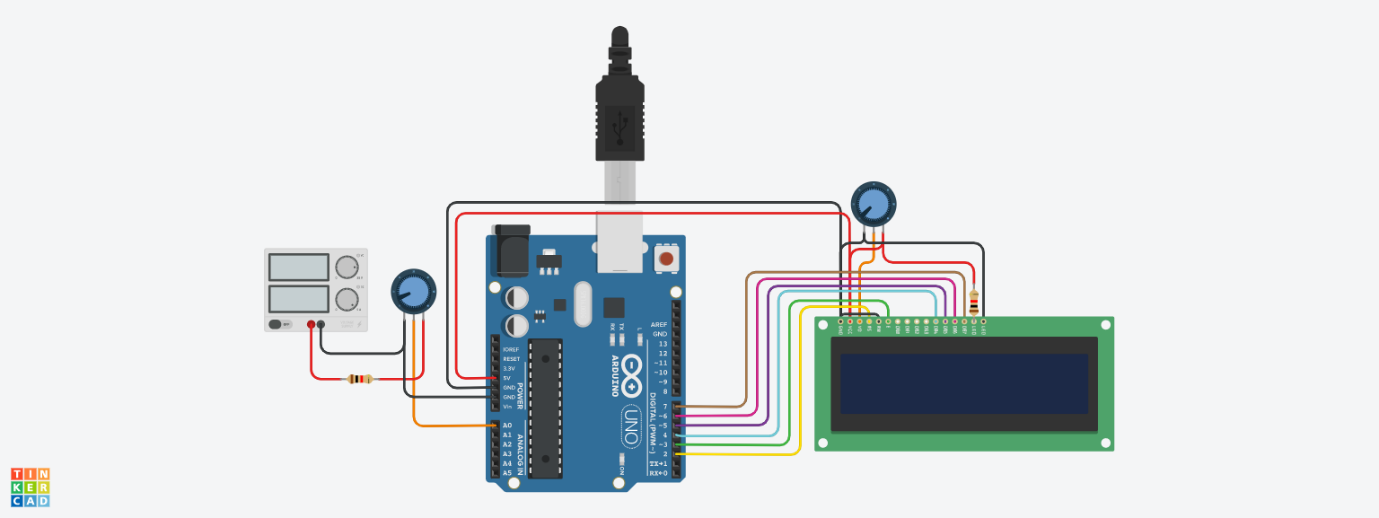 AREF
GND
13
12
~11
~10
~9
8
7
~6
~5
4
~3
2
TX→1
RX←0
DIGITAL (PWM~)
IOREF
RESET
3.3V
5V
GND
GND
Vin
POWER
A0
A1
A2
A3
A4
A5
ANALOG IN
RX
TX
L
ARDUINO
UNO
ON
TIN
KER
CAD